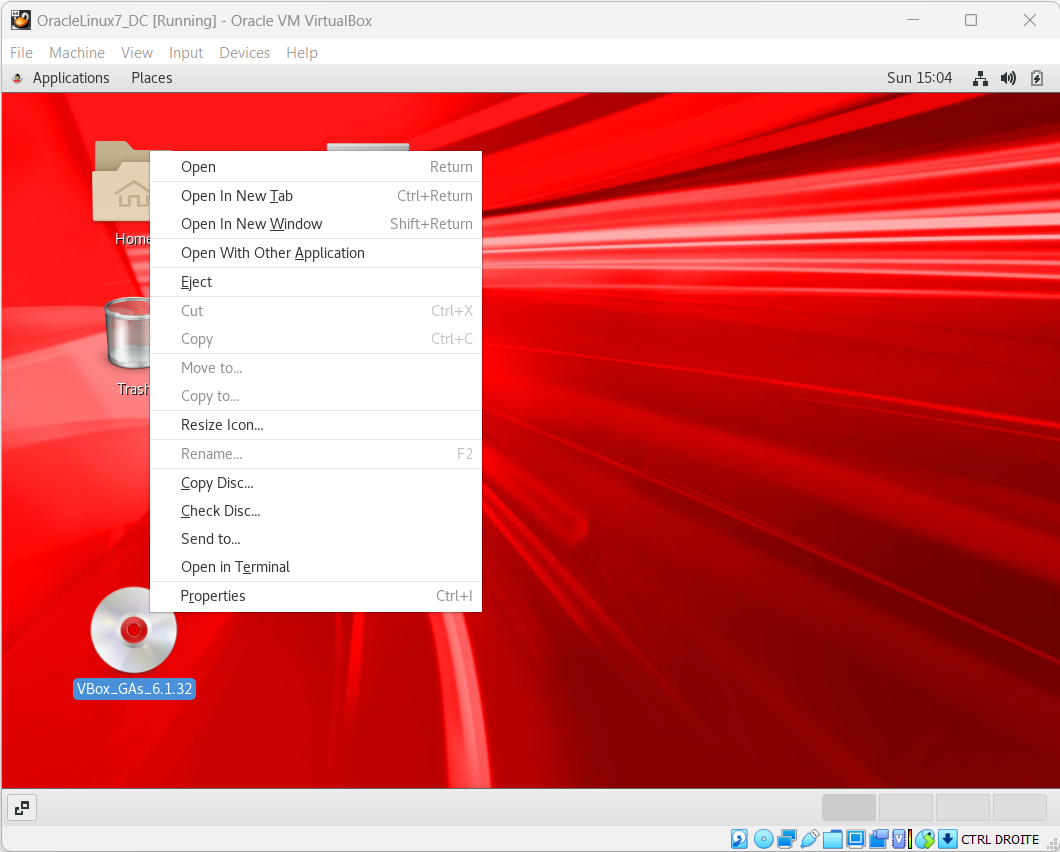 OracleLinux7_DC [Running] - Oracle VM VirtualBox
File Machine View Input Devices Help
Applications Places Sun 15:04
Home
Trash
Open Return
Open In New Tab Ctrl+Return
Open In New Window Shift+Return
Open With Other Application
Eject
Cut Ctrl+X
Copy Ctrl+C
Move to...
Copy to...
Resize Icon...
Rename... F2
Copy Disc...
Check Disc...
Send to...
Open in Terminal
Properties Ctrl+I
VBox_GAs_6.1.32
CTRL DROITE